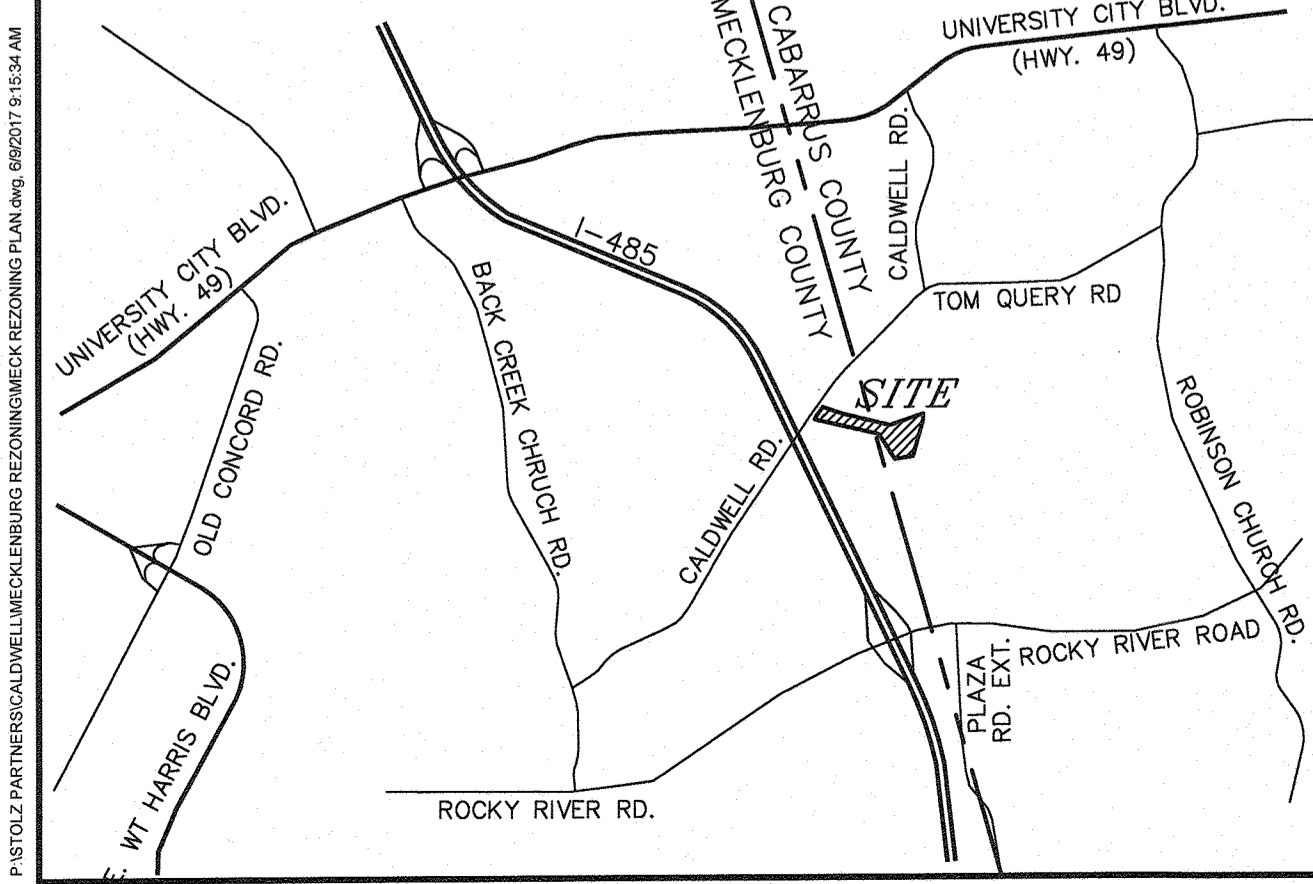 P:\STOLZ PARTNERS\CALDWELL\MECKLENBURG REZONING\MECK REZONING PLAN.dwg, 6/9/2017 9:15:34 AM
UNIVERSITY CITY BLVD.
(HWY. 49)
CABARRUS COUNTY
MECKLENBURG COUNTY
CALDWELL RD.
UNIVERSITY CITY BLVD.
(HWY. 49)
I-485
BACK CREEK CHRUCH RD.
TOM QUERY RD
OLD CONCORD RD.
SITE
ROBINSON CHURCH RD.
CALDWELL RD.
E. WT HARRIS BLVD.
PLAZA
RD. EXT.
ROCKY RIVER ROAD
ROCKY RIVER RD.